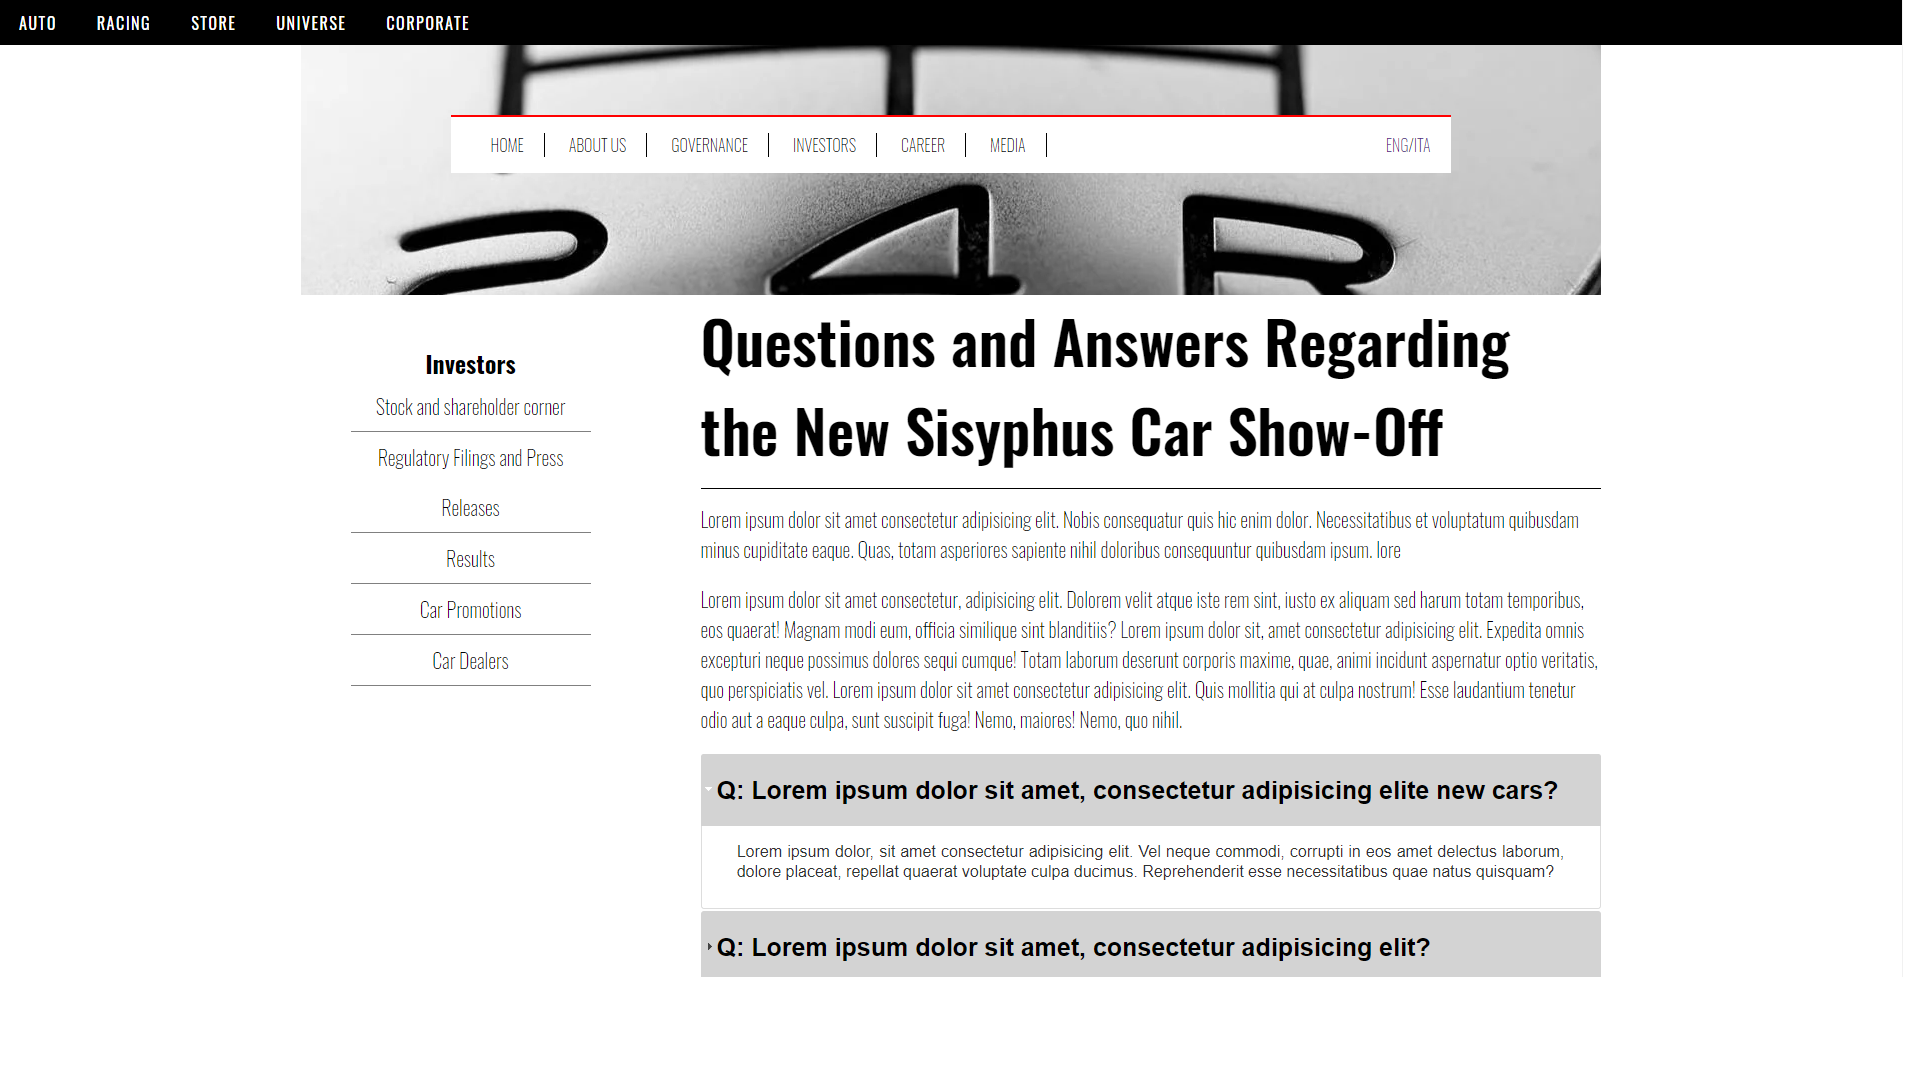 AUTO RACING STORE UNIVERSE CORPORATE
HOME ABOUT US GOVERNANCE INVESTORS CAREER MEDIA ENG/ITA
Investors
Stock and shareholder corner
Regulatory Filings and Press
Releases
Results
Car Promotions
Car Dealers
Questions and Answers Regarding
the New Sisyphus Car Show-Off
Lorem ipsum dolor sit amet consectetur adipisicing elit. Nobis consequatur quis hic enim dolor. Necessitatibus et voluptatum quibusdam
minus cupiditate eaque. Quas, totam asperiores sapiente nihil doloribus consequuntur quibusdam ipsum. lore
Lorem ipsum dolor sit amet consectetur, adipisicing elit. Dolorem velit atque iste rem sint, iusto ex aliquam sed harum totam temporibus,
eos quaerat! Magnam modi eum, officia similique sint blanditiis? Lorem ipsum dolor sit, amet consectetur adipisicing elit. Expedita omnis
excepturi neque possimus dolores sequi cumque! Totam laborum deserunt corporis maxime, quae, animi incidunt aspernatur optio veritatis,
quo perspiciatis vel. Lorem ipsum dolor sit amet consectetur adipisicing elit. Quis mollitia qui at culpa nostrum! Esse laudantium tenetur
odio aut a eaque culpa, sunt suscipit fuga! Nemo, maiores! Nemo, quo nihil.
Q: Lorem ipsum dolor sit amet, consectetur adipisicing elite new cars?
Lorem ipsum dolor, sit amet consectetur adipisicing elit. Vel neque commodi, corrupti in eos amet delectus laborum,
dolore placeat, repellat quaerat voluptate culpa ducimus. Reprehenderit esse necessitatibus quae natus quisquam?
Q: Lorem ipsum dolor sit amet, consectetur adipisicing elit?